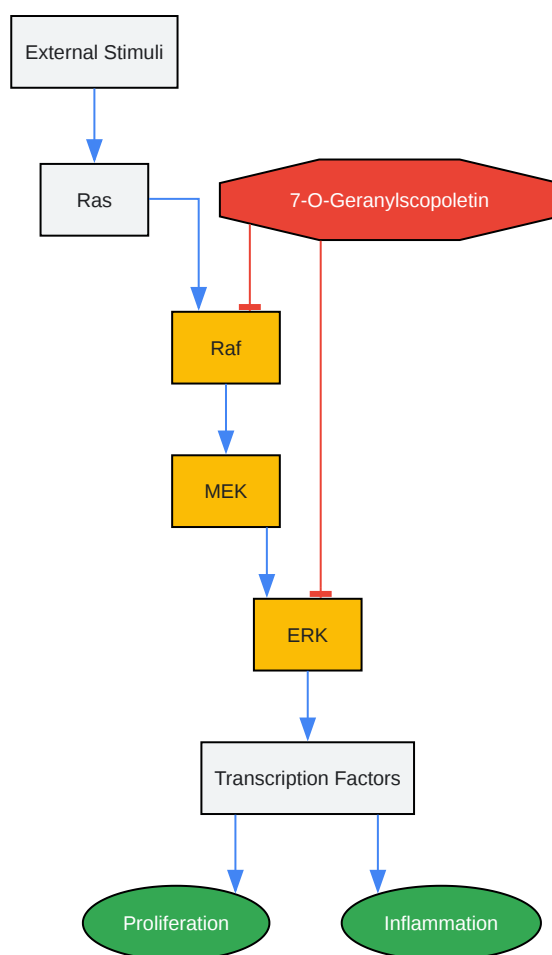 External Stimuli
Ras
7-O-Geranylscopoletin
Raf
MEK
ERK
Transcription Factors
Proliferation
Inflammation